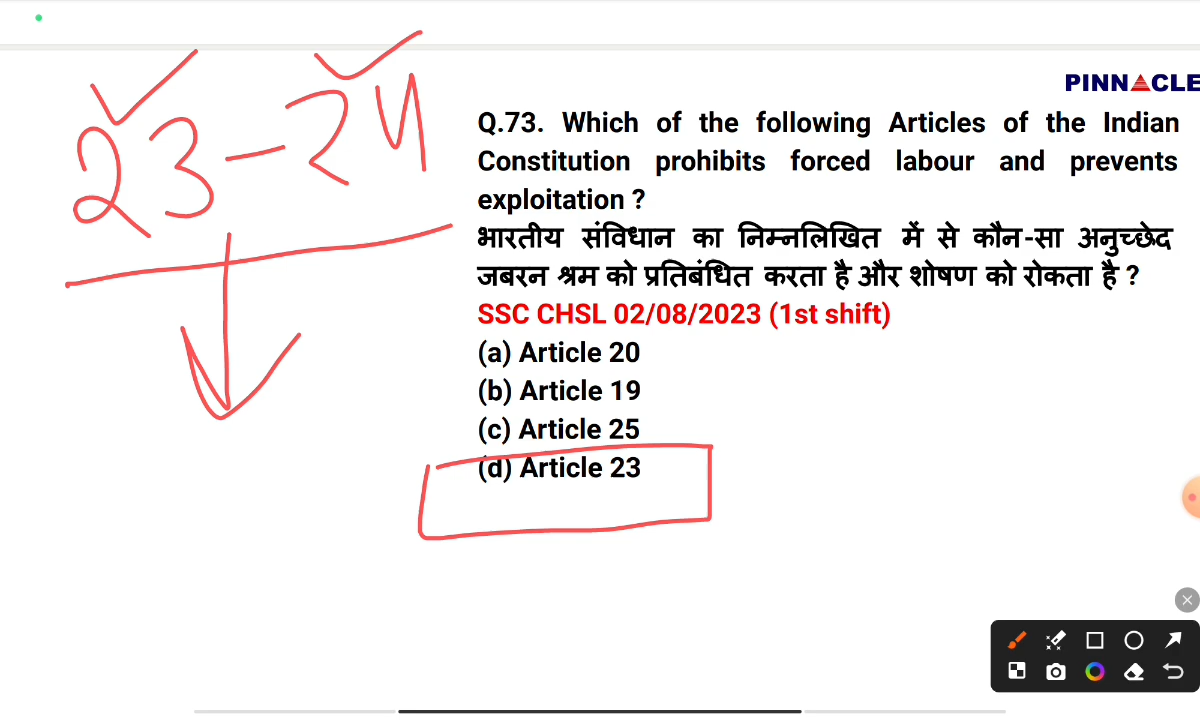 23-24
PINNACLE
Q.73. Which of the following Articles of the Indian
Constitution prohibits forced labour and prevents
exploitation ?
भारतीय संविधान का निम्नलिखित में से कौन-सा अनुच्छेद
जबरन श्रम को प्रतिबंधित करता है और शोषण को रोकता है ?
SSC CHSL 02/08/2023 (1st shift)
(a) Article 20
(b) Article 19
(c) Article 25
(d) Article 23